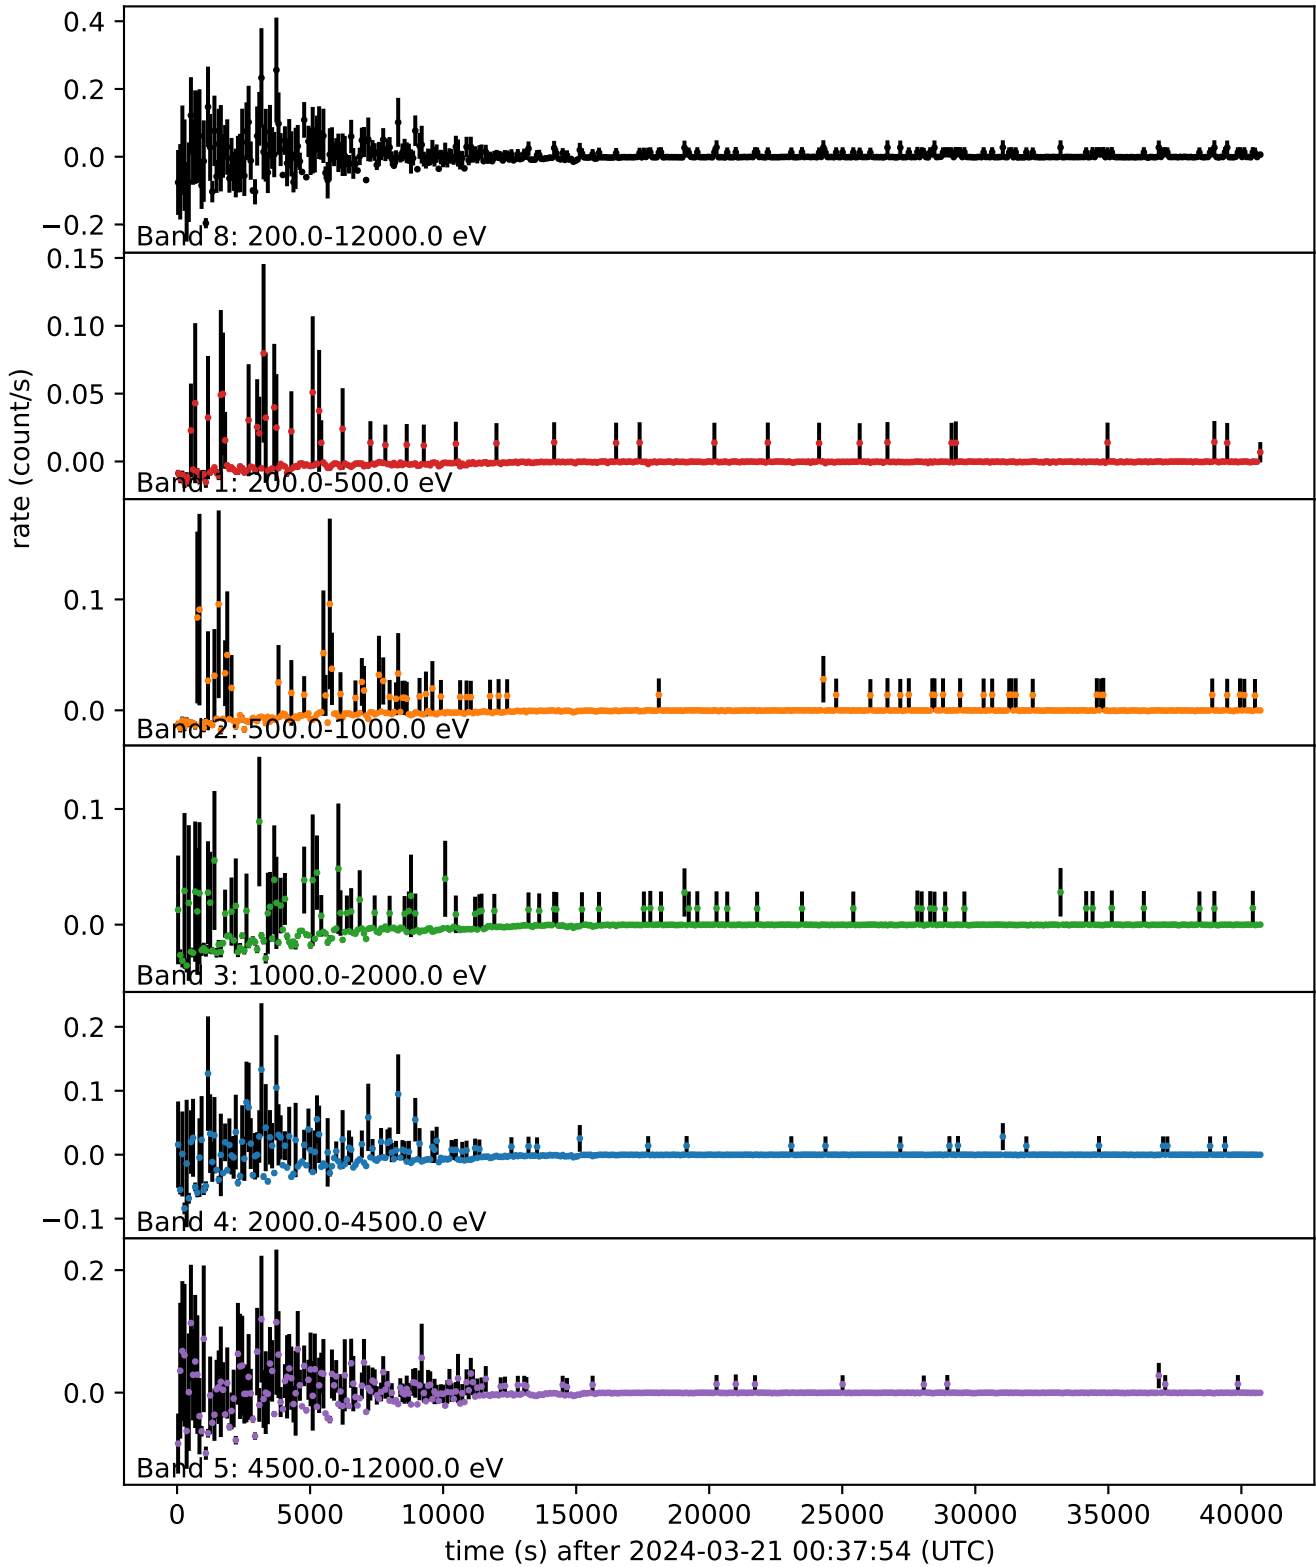 0.4
0.2
0.0
−0.2
Band 8: 200.0-12000.0 eV
0.15
0.10
0.05
0.00
Band 1: 200.0-500.0 eV
rate (count/s)
0.1
0.0
Band 2: 500.0-1000.0 eV
0.1
0.0
Band 3: 1000.0-2000.0 eV
0.2
0.1
0.0
−0.1
Band 4: 2000.0-4500.0 eV
0.2
0.0
Band 5: 4500.0-12000.0 eV
0 5000 10000 15000 20000 25000 30000 35000 40000
time (s) after 2024-03-21 00:37:54 (UTC)